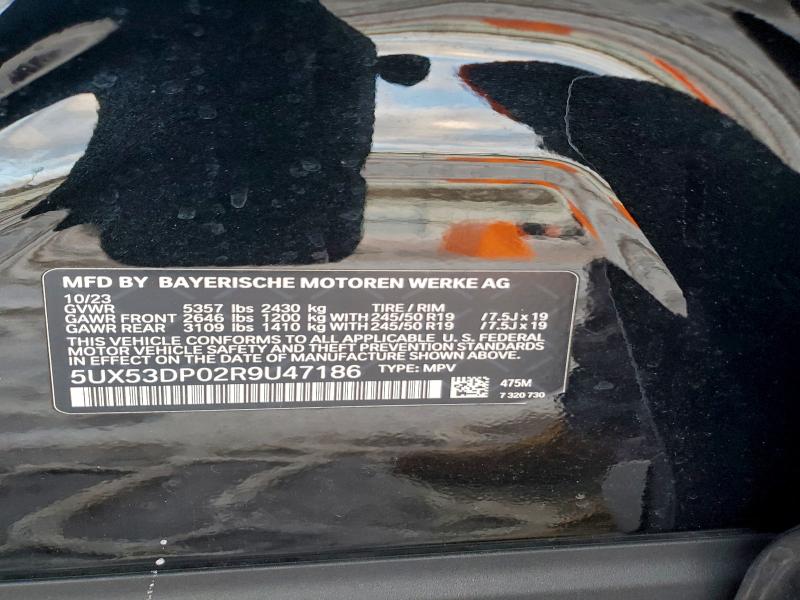 MFD BY BAYERISCHE MOTOREN WERKE AG
10/23
GVWR 5357 lbs 2430 kg TIRE / RIM
GAWR FRONT 2646 lbs 1200 kg WITH 245/50 R19 /7.5J x 19
GAWR REAR 3109 lbs 1410 kg WITH 245/50 R19 /7.5J x 19
THIS VEHICLE CONFORMS TO ALL APPLICABLE U.S. FEDERAL
MOTOR VEHICLE SAFETY AND THEFT PREVENTION STANDARDS
IN EFFECT ON THE DATE OF MANUFACTURE SHOWN ABOVE.
5UX53DP02R9U47186 TYPE: MPV
475M
7 320 730